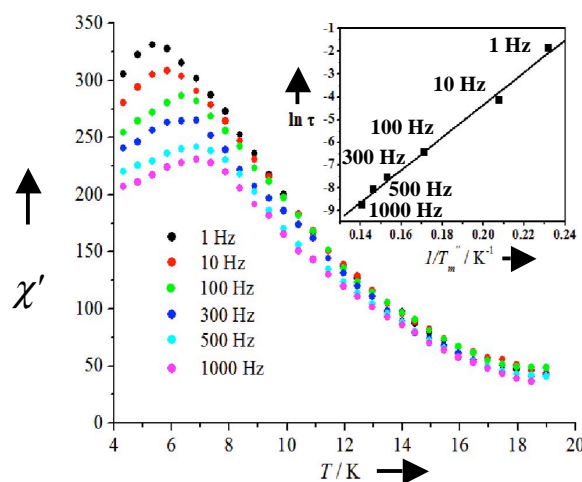 350
300
250
200
150
100
50
0
χ'
4
6
8
10
12
14
16
18
20
T / K
1 Hz
10 Hz
100 Hz
300 Hz
500 Hz
1000 Hz
-1
-2
-3
-4
-5
-6
-7
-8
-9
ln τ
1 Hz
10 Hz
100 Hz
300 Hz
500 Hz
1000 Hz
0.14
0.16
0.18
0.20
0.22
0.24
1/Tm'' / K-1